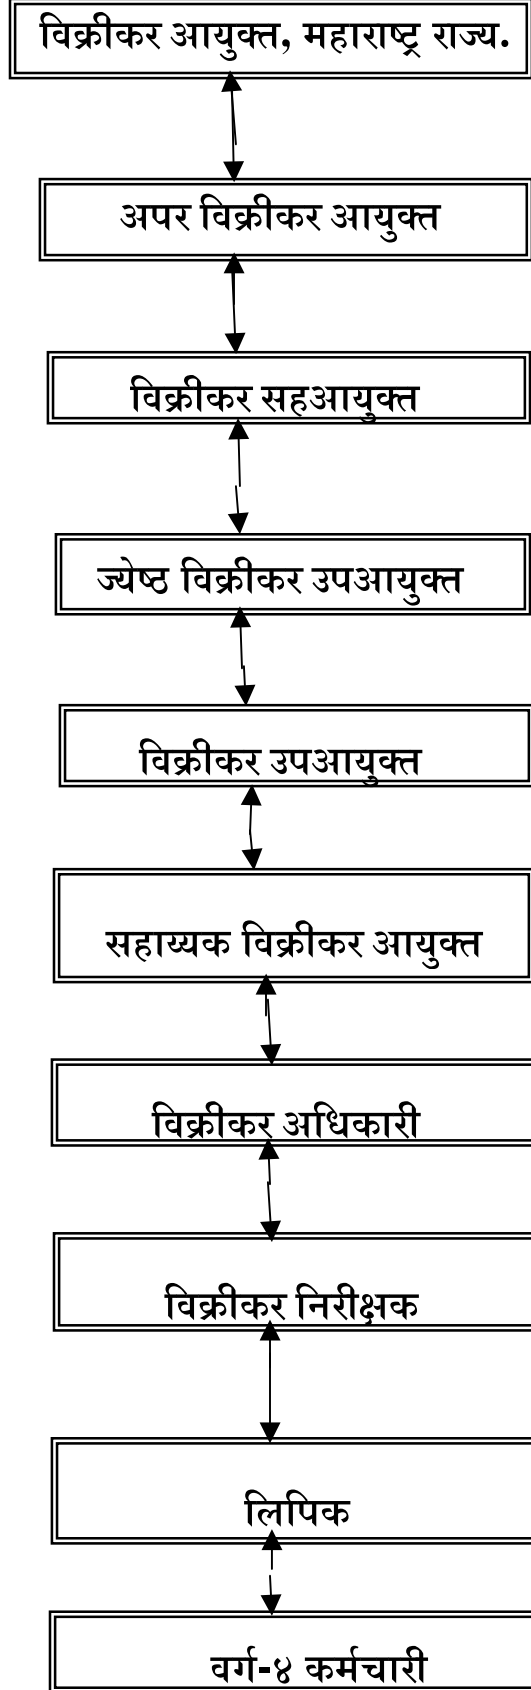 विक्रीकर आयुक्त, महाराष्ट्र राज्य.
अपर विक्रीकर आयुक्त
विक्रीकर सहआयुक्त
ज्येष्ठ विक्रीकर उपआयुक्त
विक्रीकर उपआयुक्त
सहाय्यक विक्रीकर आयुक्त
विक्रीकर अधिकारी
विक्रीकर निरीक्षक
लिपिक
वर्ग-४ कर्मचारी